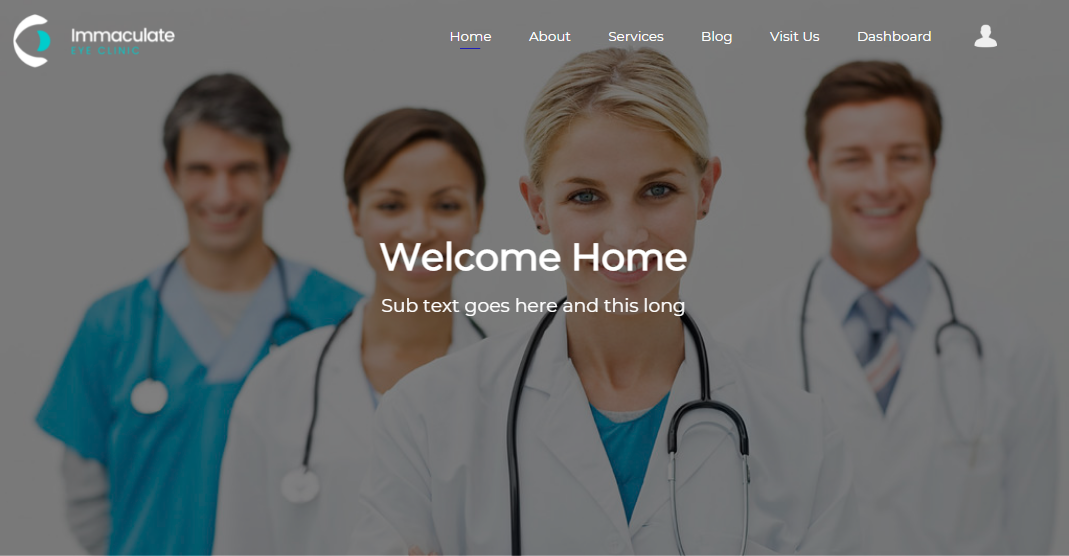 Immaculate
EYE CLINIC
Home About Services Blog Visit Us Dashboard
Welcome Home
Sub text goes here and this long